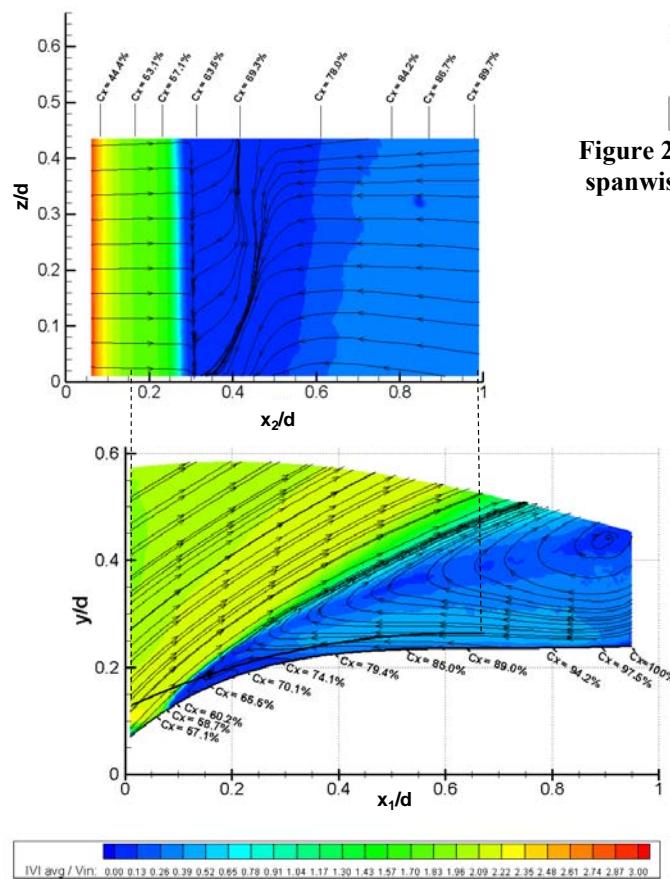 0.6
0.5
0.4
0.3
0.2
0.1
0
z/d
Cx = 44.4%
Cx = 53.1%
Cx = 57.1%
Cx = 63.5%
Cx = 69.3%
Cx = 78.0%
Cx = 84.2%
Cx = 86.7%
Cx = 89.7%
0 0.2 0.4 0.6 0.8 1
x2/d
Figure 2
spanwis
0.6
0.4
0.2
0
y/d
Cx = 57.1%
Cx = 58.7%
Cx = 60.2%
Cx = 65.5%
Cx = 70.1%
Cx = 74.1%
Cx = 79.4%
Cx = 85.0%
Cx = 89.0%
Cx = 94.2%
Cx = 97.5%
Cx = 100%
0 0.2 0.4 0.6 0.8 1
x1/d
IVI avg / Vin: 0.00 0.13 0.26 0.39 0.52 0.65 0.78 0.91 1.04 1.17 1.30 1.43 1.57 1.70 1.83 1.96 2.09 2.22 2.35 2.48 2.61 2.74 2.87 3.00